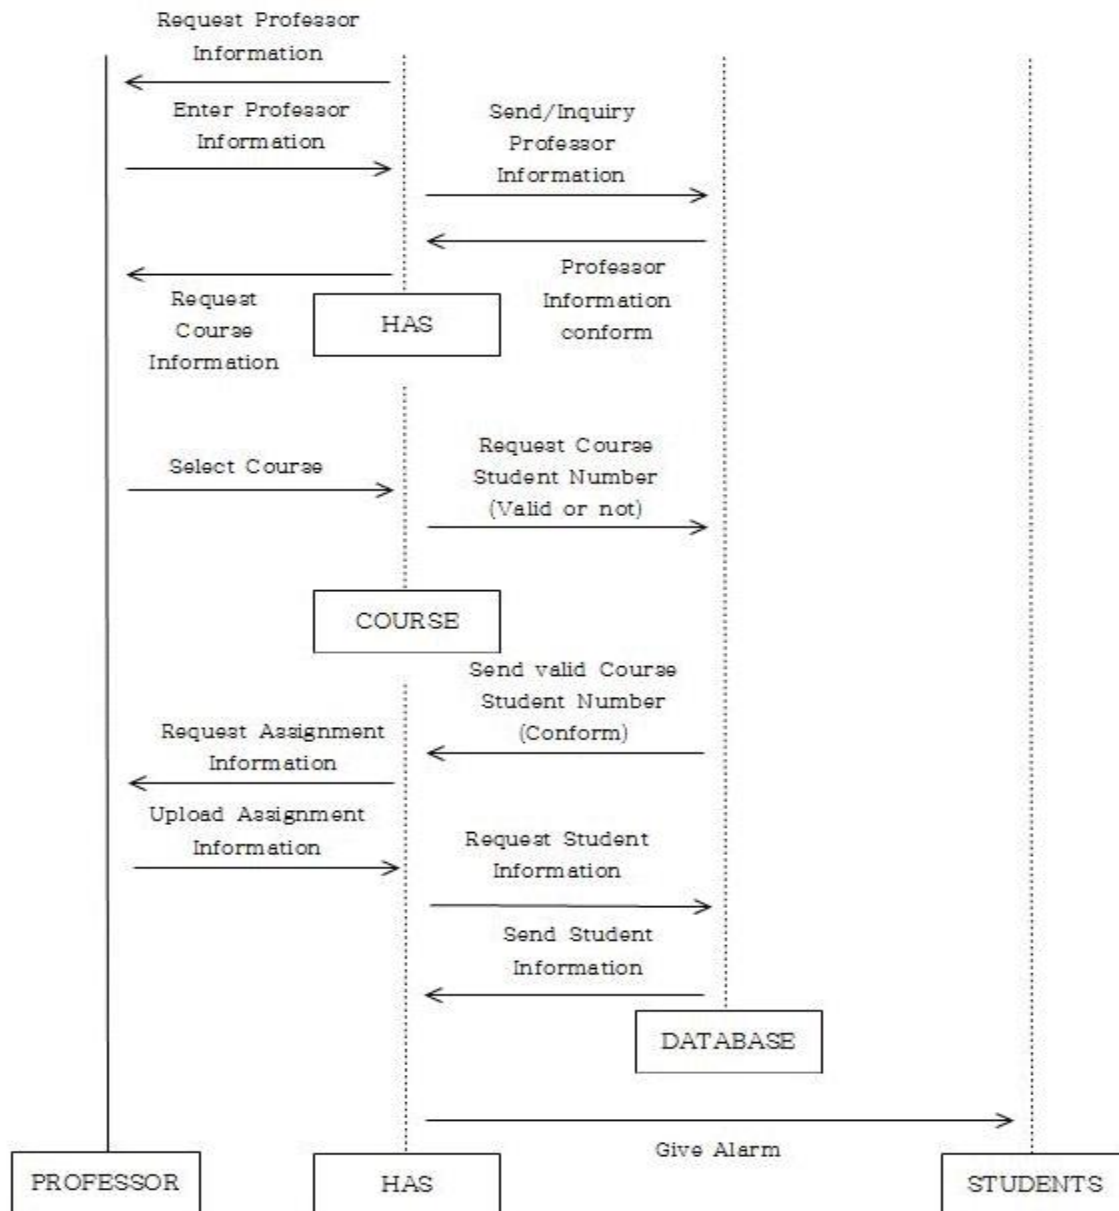 Request Professor
Information
Enter Professor
Information
Send/Inquiry
Professor
Information
Professor
Information
conform
Request
Course
Information
HAS
Select Course
Request Course
Student Number
(Valid or not)
COURSE
Send valid Course
Student Number
(Conform)
Request Assignment
Information
Upload Assignment
Information
Request Student
Information
Send Student
Information
DATABASE
Give Alarm
PROFESSOR
HAS
STUDENTS